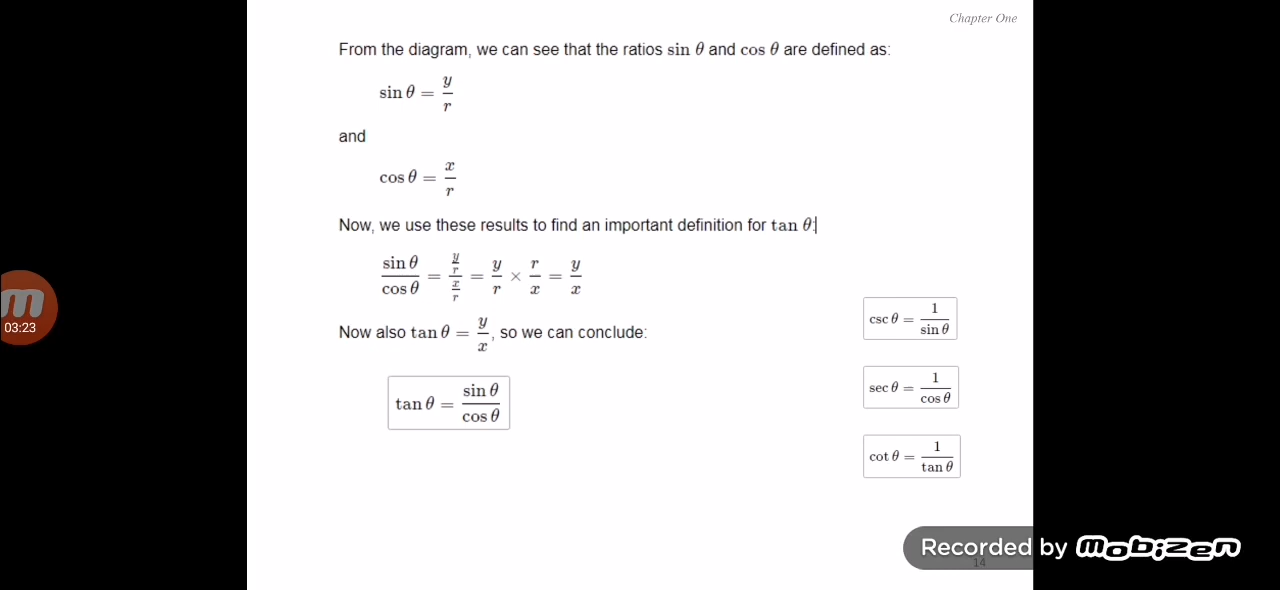 Chapter One
From the diagram, we can see that the ratios sin θ and cos θ are defined as:
sin θ = y/r
and
cos θ = x/r
Now, we use these results to find an important definition for tan θ:
sin θ/cos θ = (y/r)/(x/r) = y/r × r/x = y/x
Now also tan θ = y/x, so we can conclude:
tan θ = sin θ/cos θ
csc θ = 1/sin θ
sec θ = 1/cos θ
cot θ = 1/tan θ
03:23
Recorded by Mobizen
14